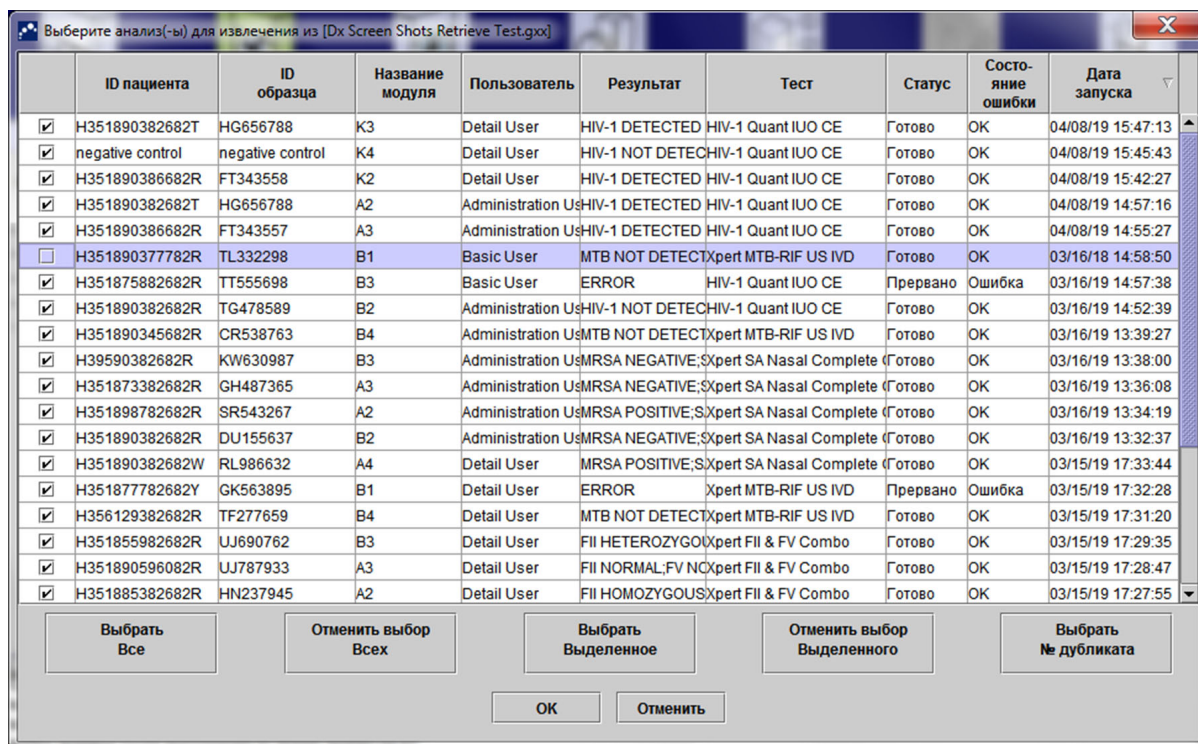 Выберите анализ(-ы) для извлечения из [Dx Screen Shots Retrieve Test.gxx]
ID пациента ID образца Название модуля Пользователь Результат Тест Статус Состо-яние ошибки Дата запуска
H351890382682T HG656788 K3 Detail User HIV-1 DETECTED HIV-1 Quant IUO CE Готово OK 04/08/19 15:47:13
negative control negative control K4 Detail User HIV-1 NOT DETEC HIV-1 Quant IUO CE Готово OK 04/08/19 15:45:43
H351890386682R FT343558 K2 Detail User HIV-1 DETECTED HIV-1 Quant IUO CE Готово OK 04/08/19 15:42:27
H351890382682T HG656788 A2 Administration Us HIV-1 DETECTED HIV-1 Quant IUO CE Готово OK 04/08/19 14:57:16
H351890386682R FT343557 A3 Administration Us HIV-1 DETECTED HIV-1 Quant IUO CE Готово OK 04/08/19 14:55:27
H351890377782R TL332298 B1 Basic User MTB NOT DETECT Xpert MTB-RIF US IVD Готово OK 03/16/18 14:58:50
H351875882682R TT555698 B3 Basic User ERROR HIV-1 Quant IUO CE Прервано Ошибка 03/16/19 14:57:38
H351890382682R TG478589 B2 Administration Us HIV-1 NOT DETEC HIV-1 Quant IUO CE Готово OK 03/16/19 14:52:39
H351890345682R CR538763 B4 Administration Us MTB NOT DETECT Xpert MTB-RIF US IVD Готово OK 03/16/19 13:39:27
H39590382682R KW630987 B3 Administration Us MRSA NEGATIVE;S Xpert SA Nasal Complete G Готово OK 03/16/19 13:38:00
H351873382682R GH487365 A3 Administration Us MRSA NEGATIVE;S Xpert SA Nasal Complete G Готово OK 03/16/19 13:36:08
H351898782682R SR543267 A2 Administration Us MRSA POSITIVE;S Xpert SA Nasal Complete G Готово OK 03/16/19 13:34:19
H351890382682R DU155637 B2 Administration Us MRSA NEGATIVE;S Xpert SA Nasal Complete G Готово OK 03/16/19 13:32:37
H351890382682W RL986632 A4 Detail User MRSA POSITIVE;S Xpert SA Nasal Complete G Готово OK 03/15/19 17:33:44
H351877782682Y GK563895 B1 Detail User ERROR Xpert MTB-RIF US IVD Прервано Ошибка 03/15/19 17:32:28
H356129382682R TF277659 B4 Detail User MTB NOT DETECT Xpert MTB-RIF US IVD Готово OK 03/15/19 17:31:20
H351855982682R UJ690762 B3 Detail User FII HETEROZYGOU Xpert FII & FV Combo Готово OK 03/15/19 17:29:35
H351890596082R UJ787933 A3 Detail User FII NORMAL;FV NO Xpert FII & FV Combo Готово OK 03/15/19 17:28:47
H351885382682R HN237945 A2 Detail User FII HOMOZYGOUS Xpert FII & FV Combo Готово OK 03/15/19 17:27:55
Выбрать Все Отменить выбор Всех Выбрать Выделенное Отменить выбор Выделенного Выбрать № дубликата
OK Отменить